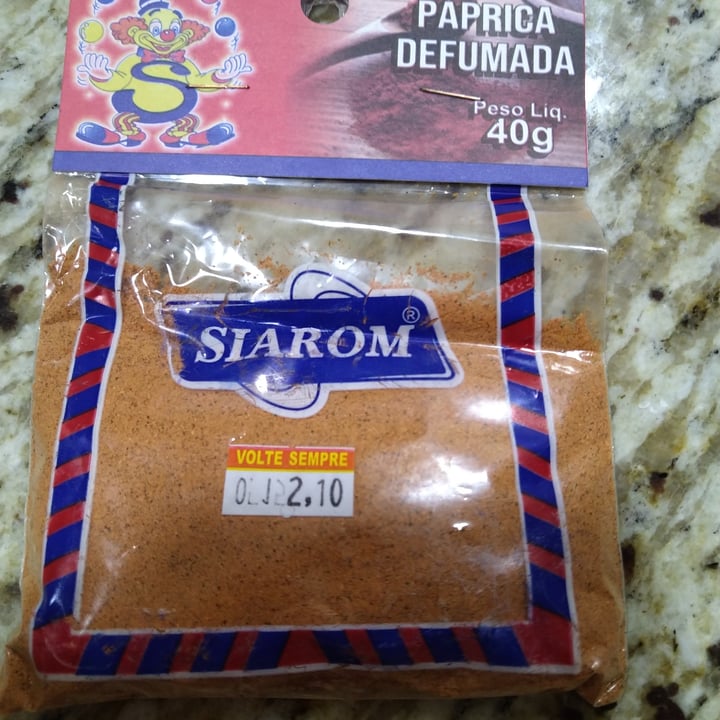 PAPRICA
DEFUMADA
Peso Liq.
40g
S
SIAROM®
VOLTE SEMPRE
2,10